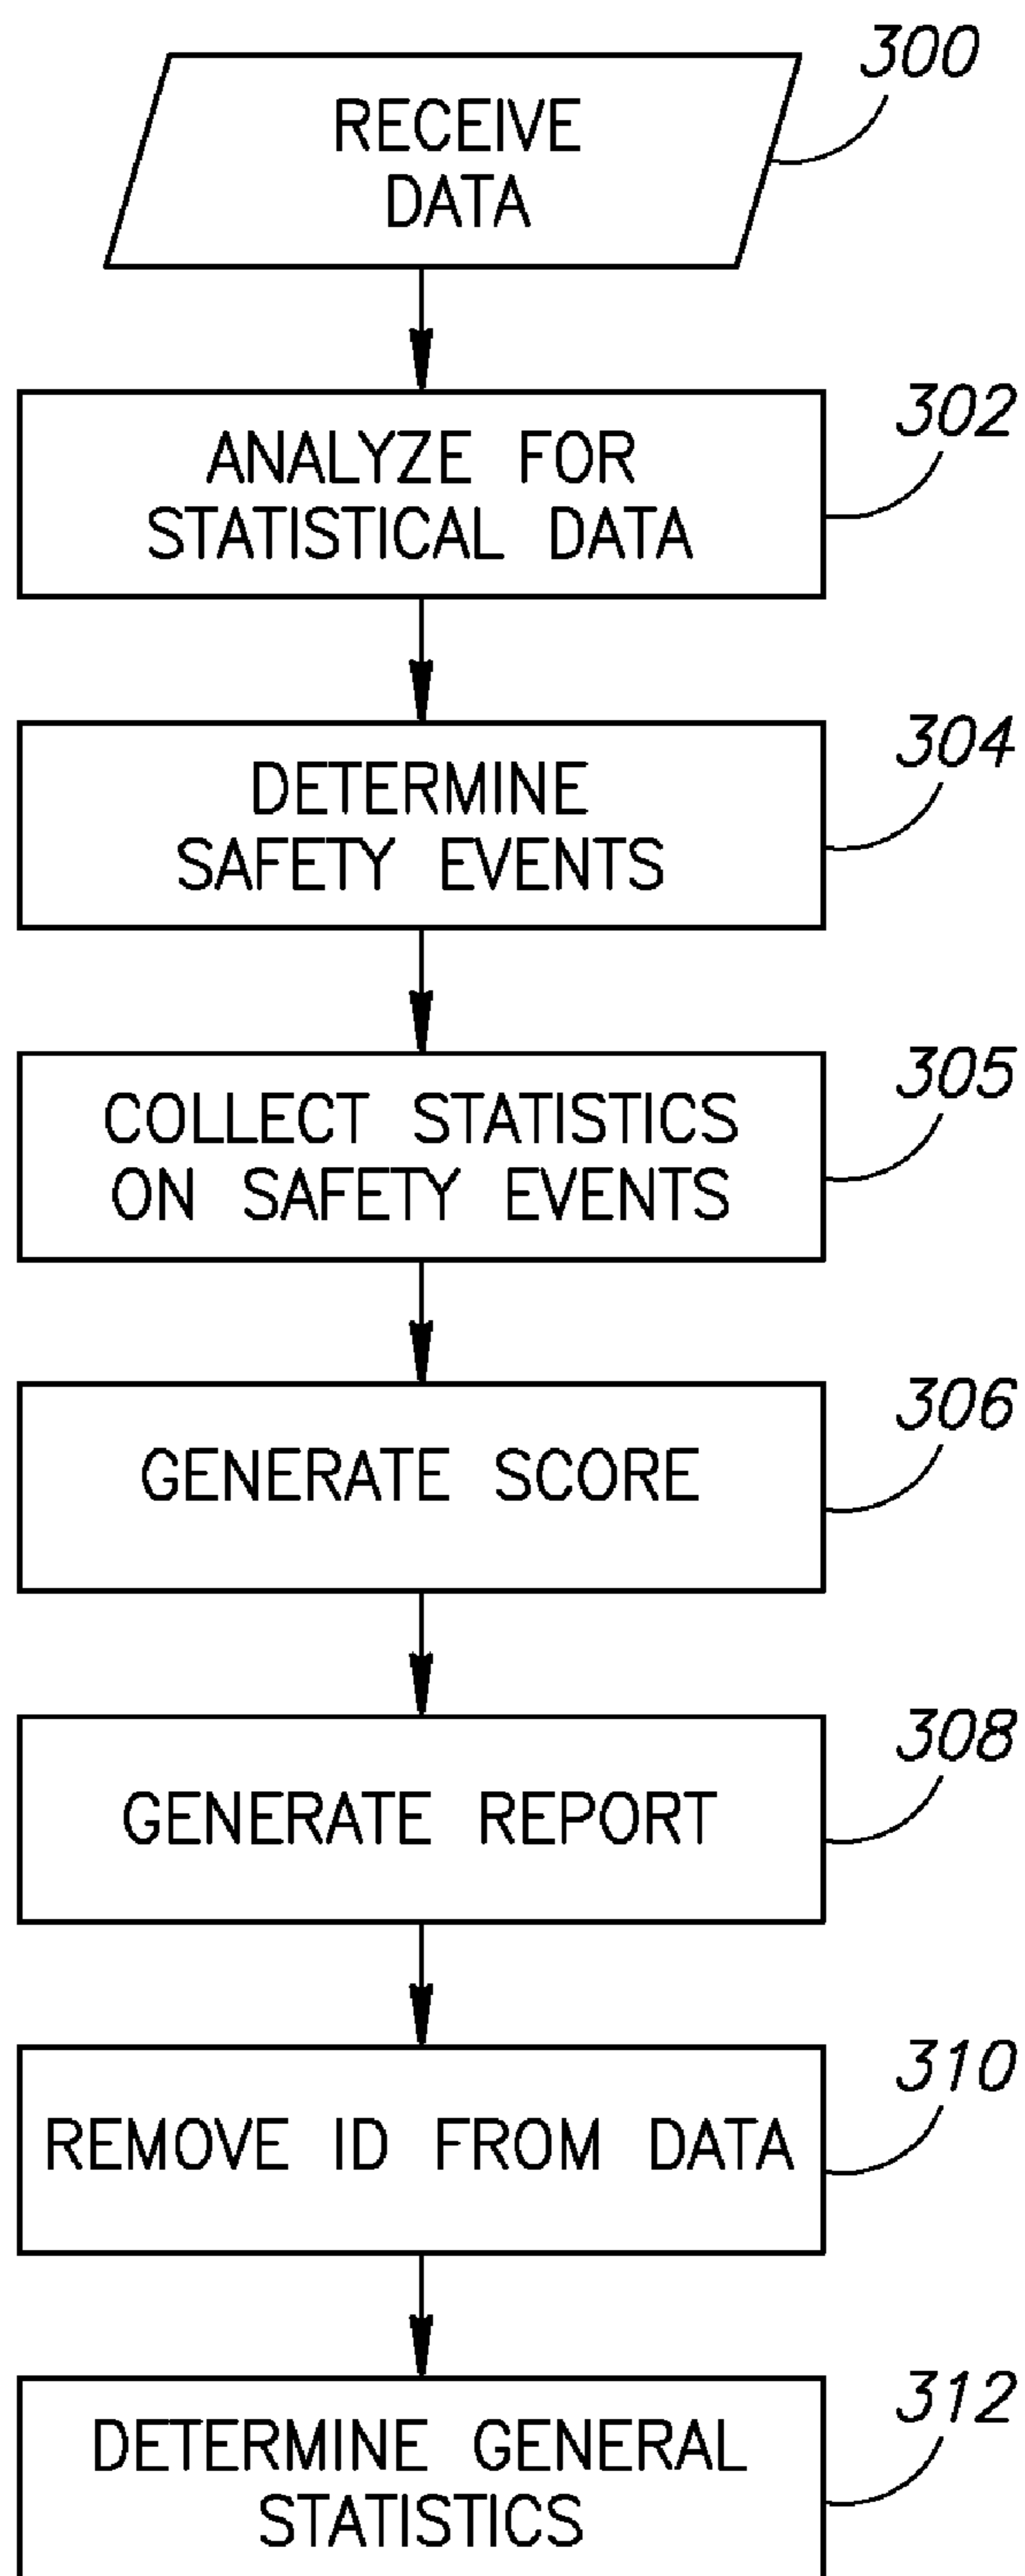 300
RECEIVE
DATA
302
ANALYZE FOR
STATISTICAL DATA
304
DETERMINE
SAFETY EVENTS
305
COLLECT STATISTICS
ON SAFETY EVENTS
306
GENERATE SCORE
308
GENERATE REPORT
310
REMOVE ID FROM DATA
312
DETERMINE GENERAL
STATISTICS